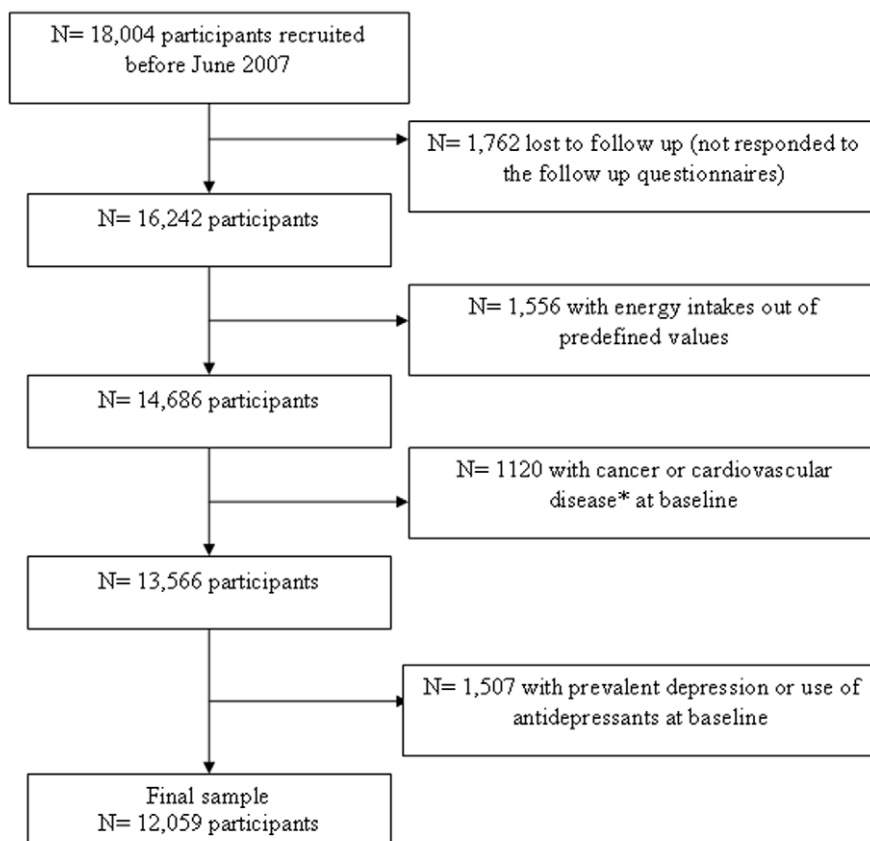 N= 18,004 participants recruited
before June 2007
N= 1,762 lost to follow up (not responded to
the follow up questionnaires)
N= 16,242 participants
N= 1,556 with energy intakes out of
predefined values
N= 14,686 participants
N= 1120 with cancer or cardiovascular
disease* at baseline
N= 13,566 participants
N= 1,507 with prevalent depression or use of
antidepressants at baseline
Final sample
N= 12,059 participants